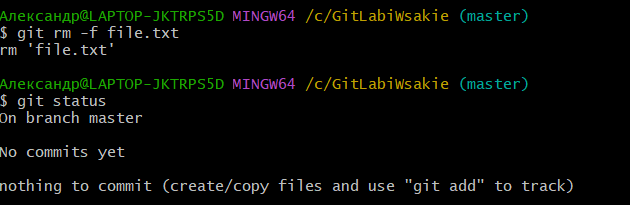 Александр@LAPTOP-JKTRPS5D MINGW64 /c/GitLabiWsakie (master)
$ git rm -f file.txt
rm 'file.txt'
Александр@LAPTOP-JKTRPS5D MINGW64 /c/GitLabiWsakie (master)
$ git status
On branch master
No commits yet
nothing to commit (create/copy files and use "git add" to track)